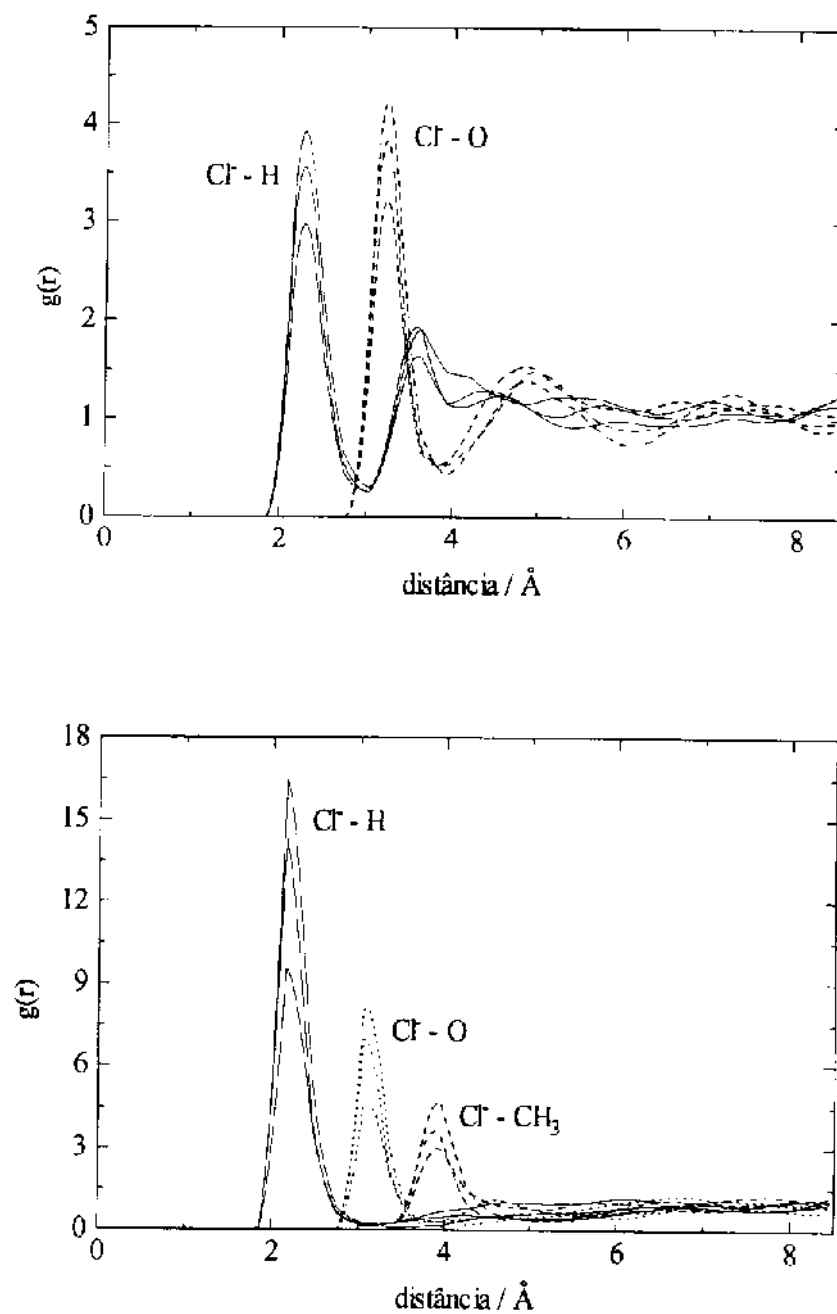 5
4
3
2
1
0
g(r)
Cl⁻ - H
Cl⁻ - O
0 2 4 6 8
distância / Å
18
15
12
9
6
3
0
g(r)
Cl⁻ - H
Cl⁻ - O
Cl⁻ - CH₃
0 2 4 6 8
distância / Å